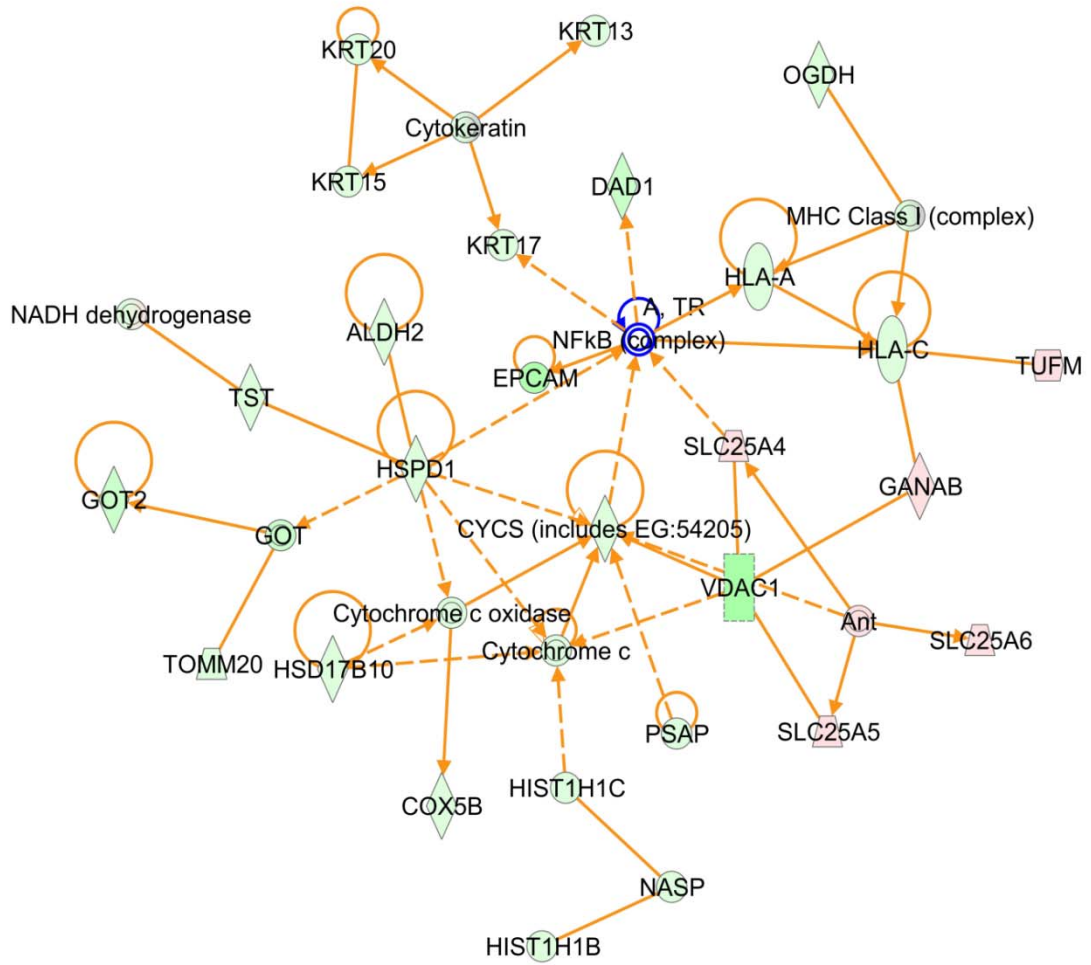 KRT13
KRT20
OGDH
Cytokeratin
KRT15
DAD1
MHC Class I (complex)
KRT17
HLA-A
A, TR
NADH dehydrogenase
ALDH2
NFkB (complex)
HLA-C
TUFM
EPCAM
TST
SLC25A4
HSPD1
GANAB
GOT2
CYCS (includes EG:54205)
GOT
VDAC1
Cytochrome c oxidase
Ant
SLC25A6
Cytochrome c
TOMM20
HSD17B10
PSAP
SLC25A5
HIST1H1C
COX5B
NASP
HIST1H1B